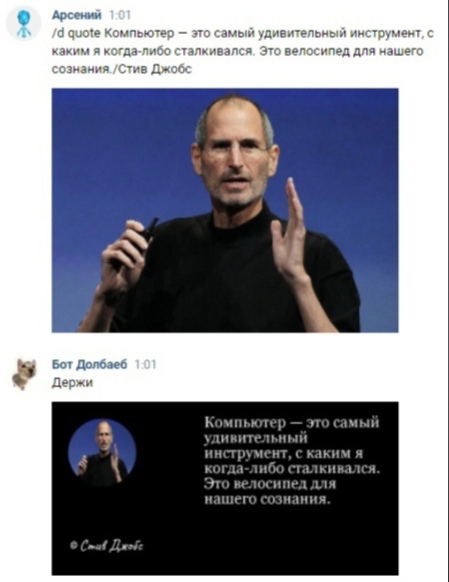 Арсений 1:01
/d quote Компьютер — это самый удивительный инструмент, с
каким я когда-либо сталкивался. Это велосипед для нашего
сознания./Стив Джобс
Бот Долбаеб 1:01
Держи
Компьютер — это самый
удивительный
инструмент, с каким я
когда-либо сталкивался.
Это велосипед для
нашего сознания.
© Стив Джобс